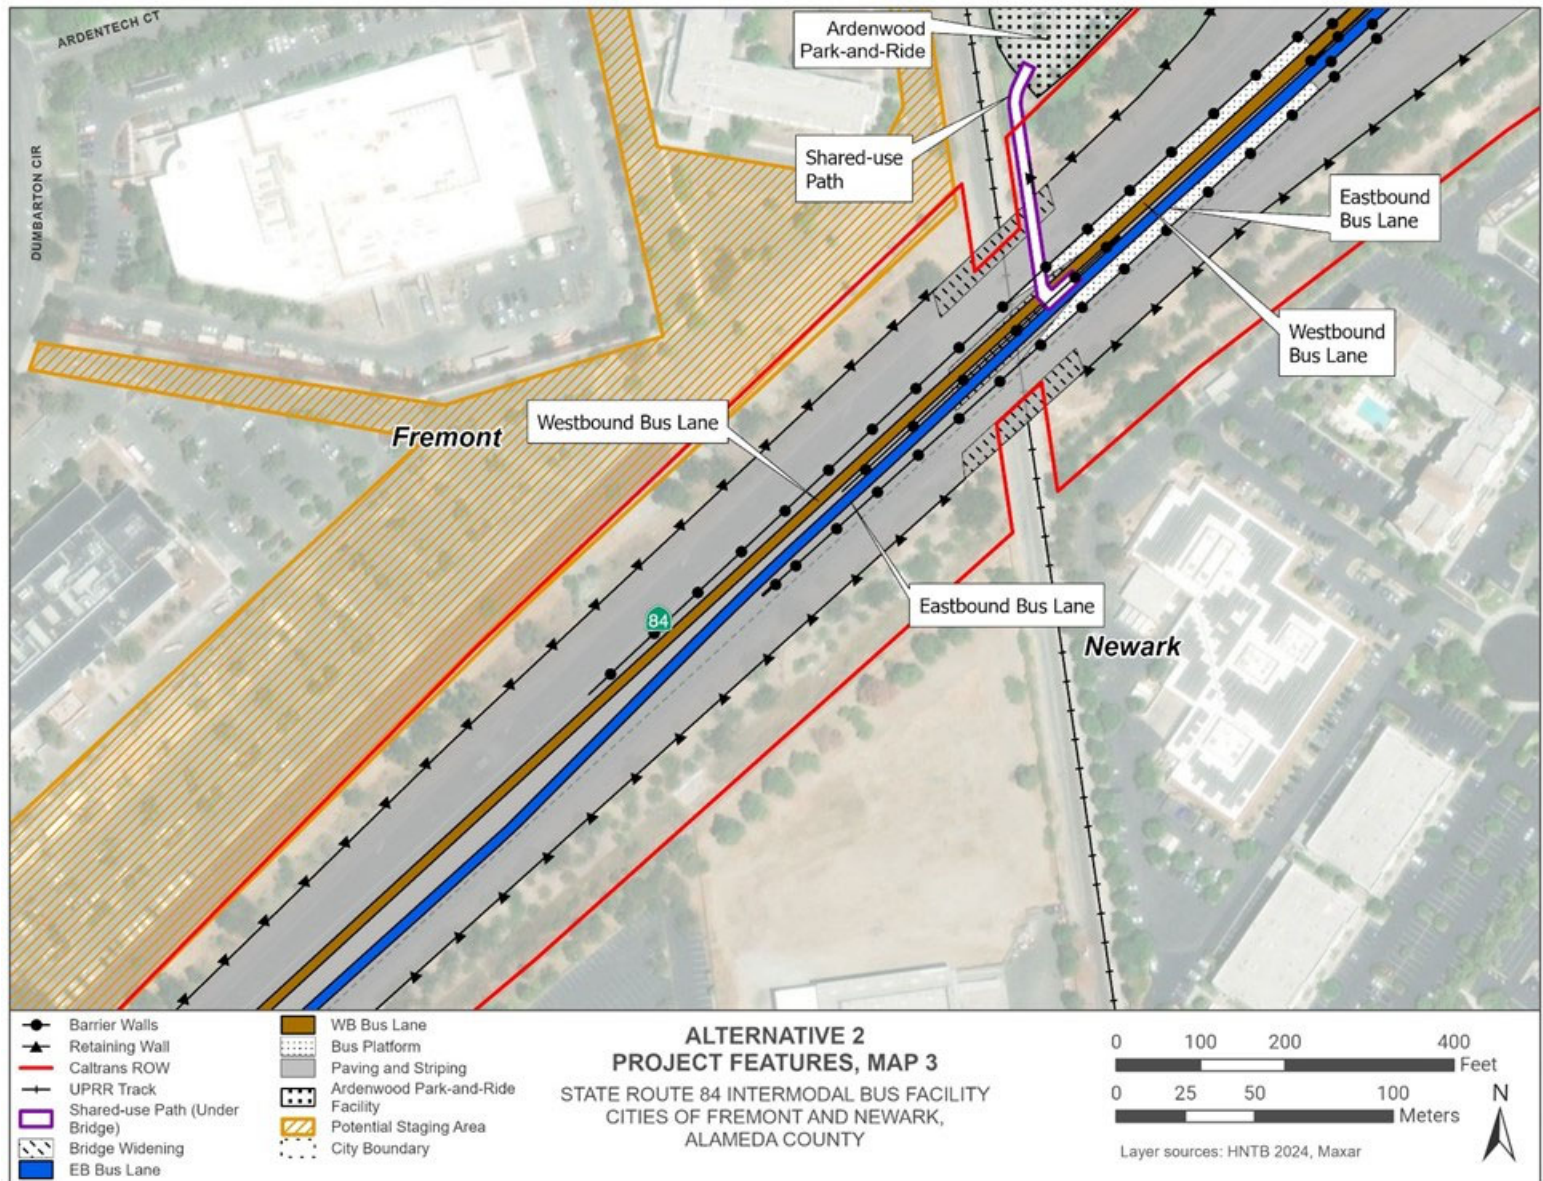 ARDENTECH CT
Ardenwood
Park-and-Ride
DUMBARTON CIR
Shared-use
Path
Eastbound
Bus Lane
Westbound
Bus Lane
Westbound Bus Lane
Fremont
Eastbound Bus Lane
84
Newark
Barrier Walls
Retaining Wall
Caltrans ROW
UPRR Track
Shared-use Path (Under
Bridge)
Bridge Widening
EB Bus Lane
WB Bus Lane
Bus Platform
Paving and Striping
Ardenwood Park-and-Ride
Facility
Potential Staging Area
City Boundary
ALTERNATIVE 2
PROJECT FEATURES, MAP 3
STATE ROUTE 84 INTERMODAL BUS FACILITY
CITIES OF FREMONT AND NEWARK,
ALAMEDA COUNTY
0 100 200 400
Feet
0 25 50 100
Meters
N
Layer sources: HNTB 2024, Maxar